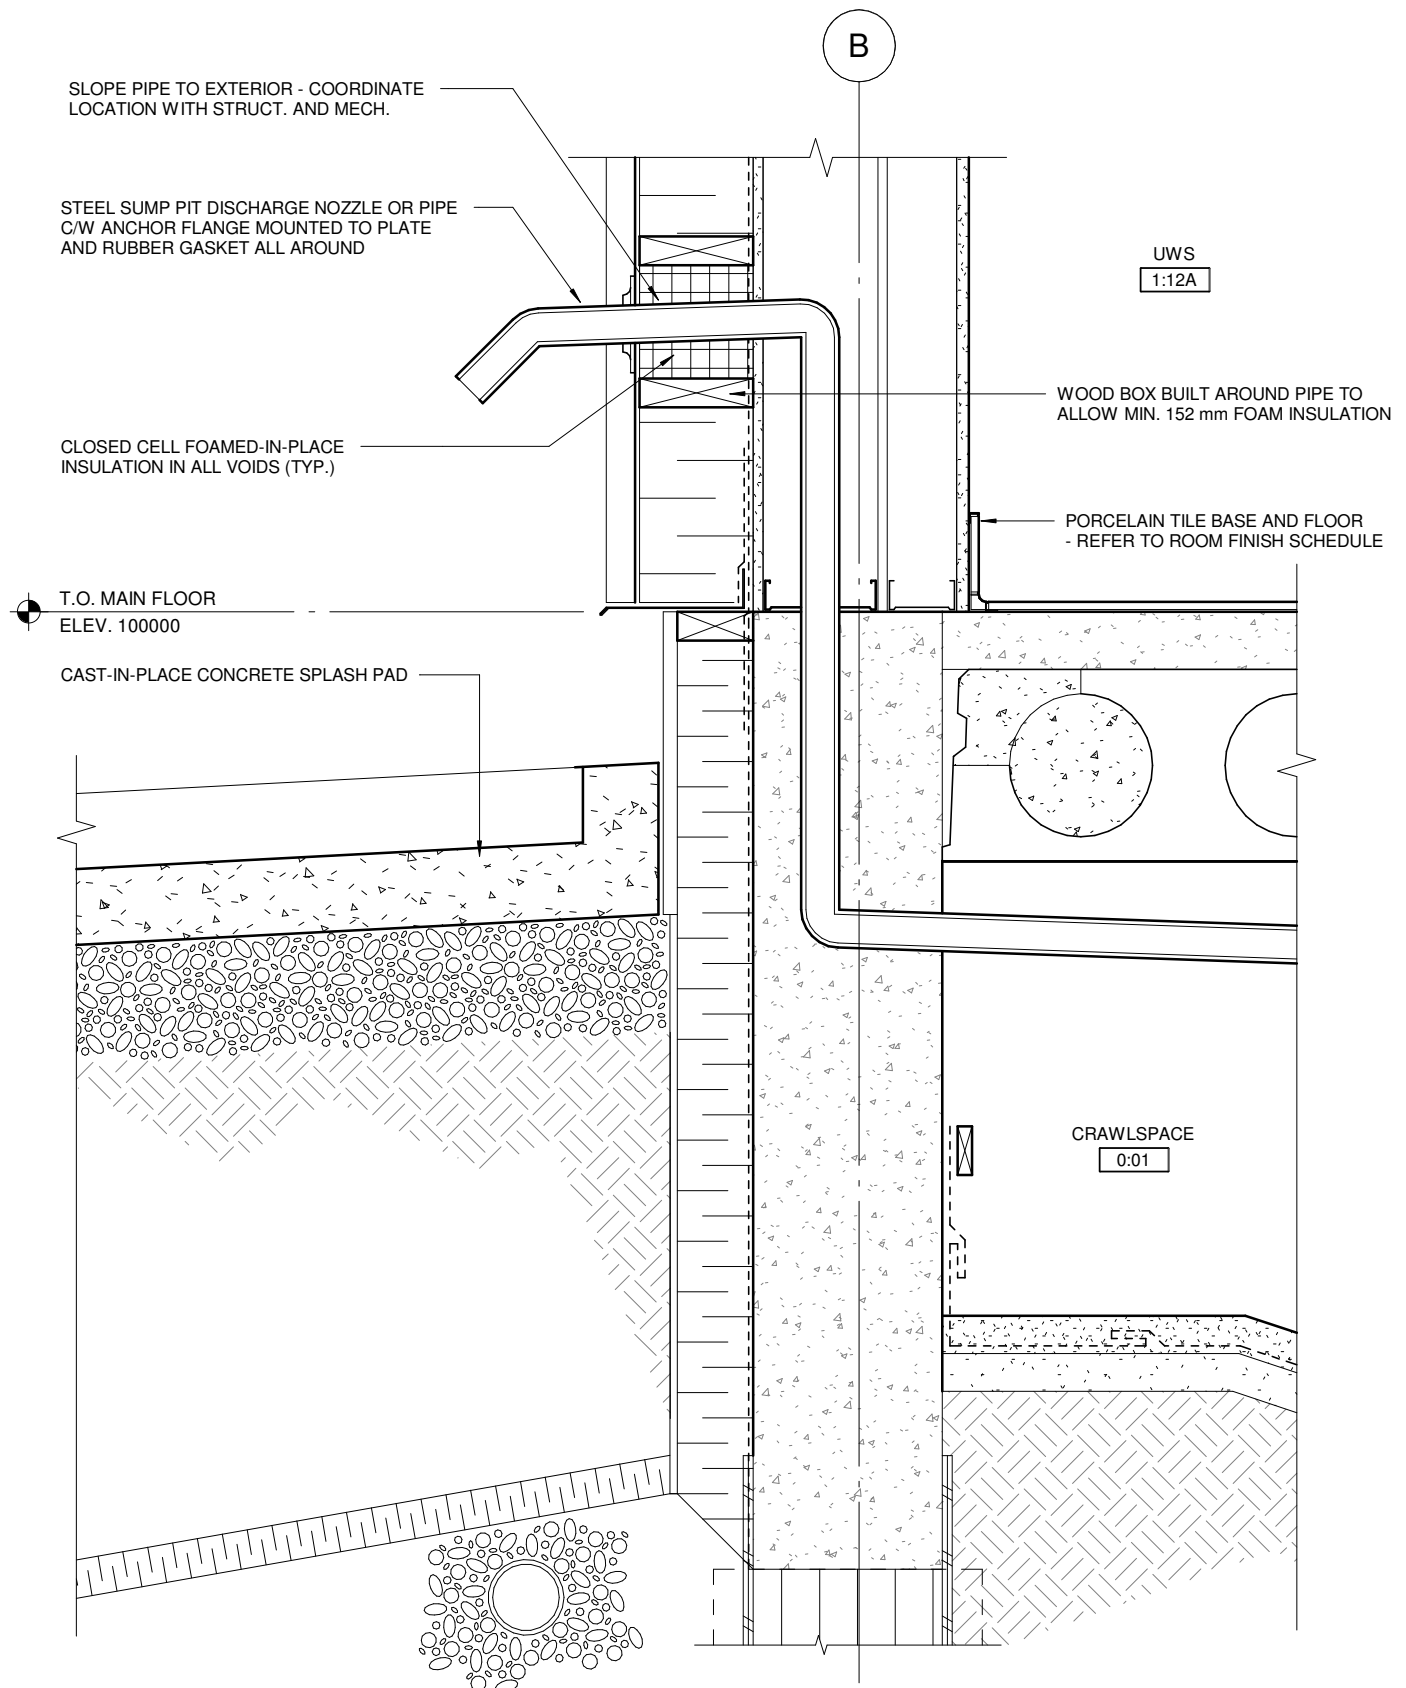 B
SLOPE PIPE TO EXTERIOR - COORDINATE
LOCATION WITH STRUCT. AND MECH.
STEEL SUMP PIT DISCHARGE NOZZLE OR PIPE
C/W ANCHOR FLANGE MOUNTED TO PLATE
AND RUBBER GASKET ALL AROUND
UWS
1:12A
WOOD BOX BUILT AROUND PIPE TO
ALLOW MIN. 152 mm FOAM INSULATION
CLOSED CELL FOAMED-IN-PLACE
INSULATION IN ALL VOIDS (TYP.)
PORCELAIN TILE BASE AND FLOOR
- REFER TO ROOM FINISH SCHEDULE
T.O. MAIN FLOOR
ELEV. 100000
CAST-IN-PLACE CONCRETE SPLASH PAD
CRAWLSPACE
0:01